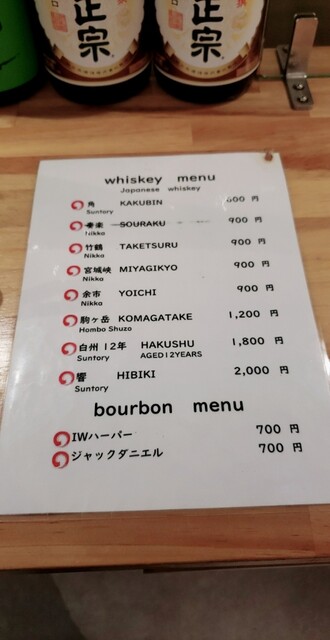 正宗
正宗
whiskey menu
Japanese whiskey
角 KAKUBIN 600 円
Suntory
SOURAKU 900 円
Nikka
竹鶴 TAKETSURU 900 円
Nikka
宮城峡 MIYAGIKYO 900 円
Nikka
余市 YOICHI 900 円
Nikka
駒ヶ岳 KOMAGATAKE 1,200 円
Hombo Shuzo
白州 12年 HAKUSHU 1,800 円
Suntory AGED12YEARS
響 HIBIKI 2,000 円
Suntory
bourbon menu
IWハーパー 700 円
ジャックダニエル 700 円